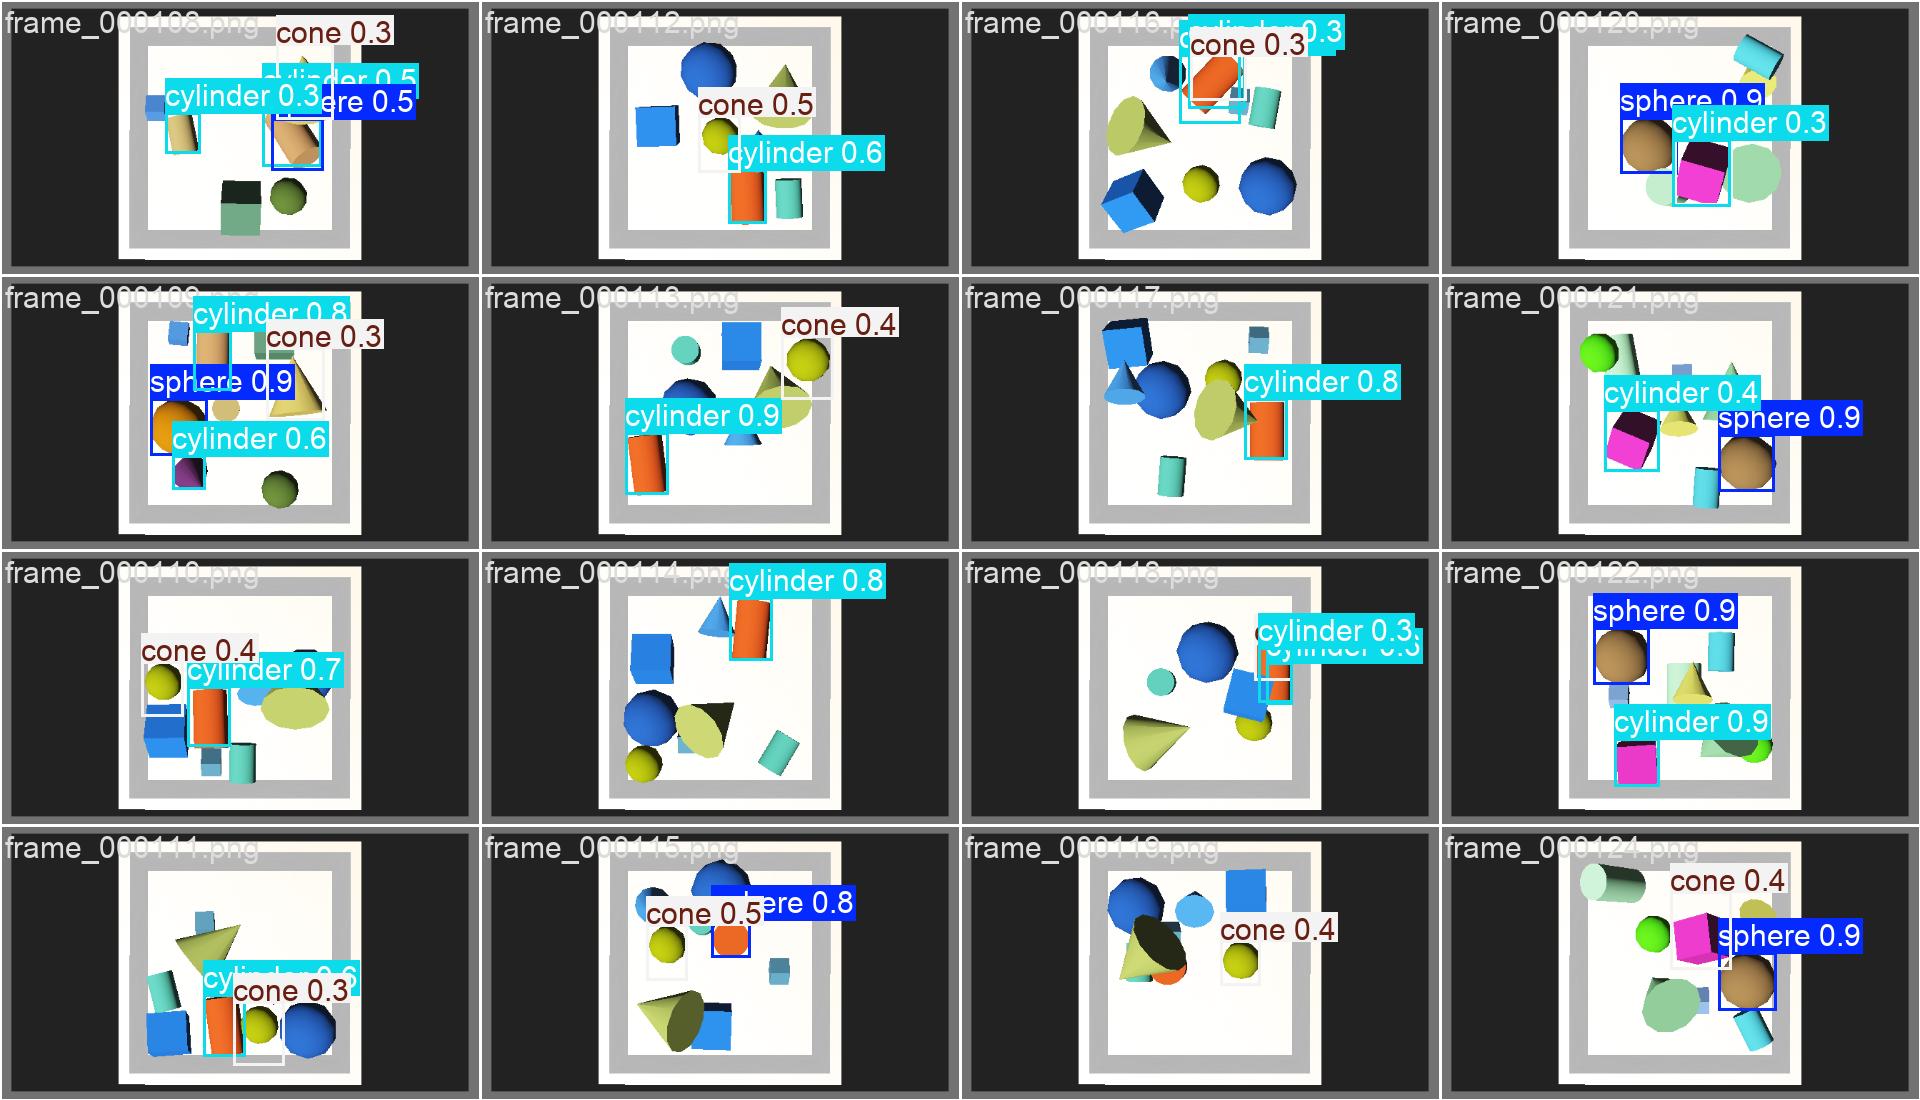 frame_000108.png
cone 0.3
cylinder 0.5
cylinder 0.3
sphere 0.5
frame_000112.png
cone 0.5
cylinder 0.6
frame_000116.png
cylinder 0.3
cone 0.3
frame_000120.png
sphere 0.9
cylinder 0.3
frame_000109.png
cylinder 0.8
cone 0.3
sphere 0.9
cylinder 0.6
frame_000113.png
cone 0.4
cylinder 0.9
frame_000117.png
cylinder 0.8
frame_000121.png
cylinder 0.4
sphere 0.9
frame_000110.png
cone 0.4
cylinder 0.7
frame_000114.png
cylinder 0.8
frame_000118.png
cylinder 0.3
cylinder 0.3
frame_000122.png
sphere 0.9
cylinder 0.9
frame_000111.png
cylinder 0.6
cone 0.3
frame_000115.png
sphere 0.8
cone 0.5
frame_000119.png
cone 0.4
frame_000124.png
cone 0.4
sphere 0.9